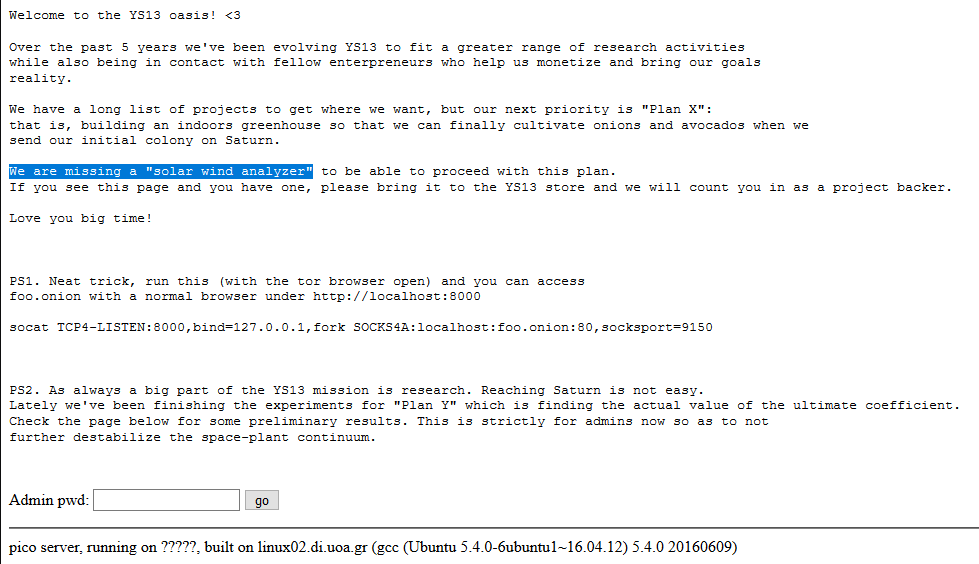 Welcome to the YS13 oasis! <3
Over the past 5 years we've been evolving YS13 to fit a greater range of research activities
while also being in contact with fellow enterpreneurs who help us monetize and bring our goals
reality.
We have a long list of projects to get where we want, but our next priority is "Plan X":
that is, building an indoors greenhouse so that we can finally cultivate onions and avocados when we
send our initial colony on Saturn.
We are missing a "solar wind analyzer" to be able to proceed with this plan.
If you see this page and you have one, please bring it to the YS13 store and we will count you in as a project backer.
Love you big time!
PS1. Neat trick, run this (with the tor browser open) and you can access
foo.onion with a normal browser under http://localhost:8000
socat TCP4-LISTEN:8000,bind=127.0.0.1,fork SOCKS4A:localhost:foo.onion:80,socksport=9150
PS2. As always a big part of the YS13 mission is research. Reaching Saturn is not easy.
Lately we've been finishing the experiments for "Plan Y" which is finding the actual value of the ultimate coefficient.
Check the page below for some preliminary results. This is strictly for admins now so as to not
further destabilize the space-plant continuum.
Admin pwd: go
pico server, running on ?????, built on linux02.di.uoa.gr (gcc (Ubuntu 5.4.0-6ubuntu1~16.04.12) 5.4.0 20160609)